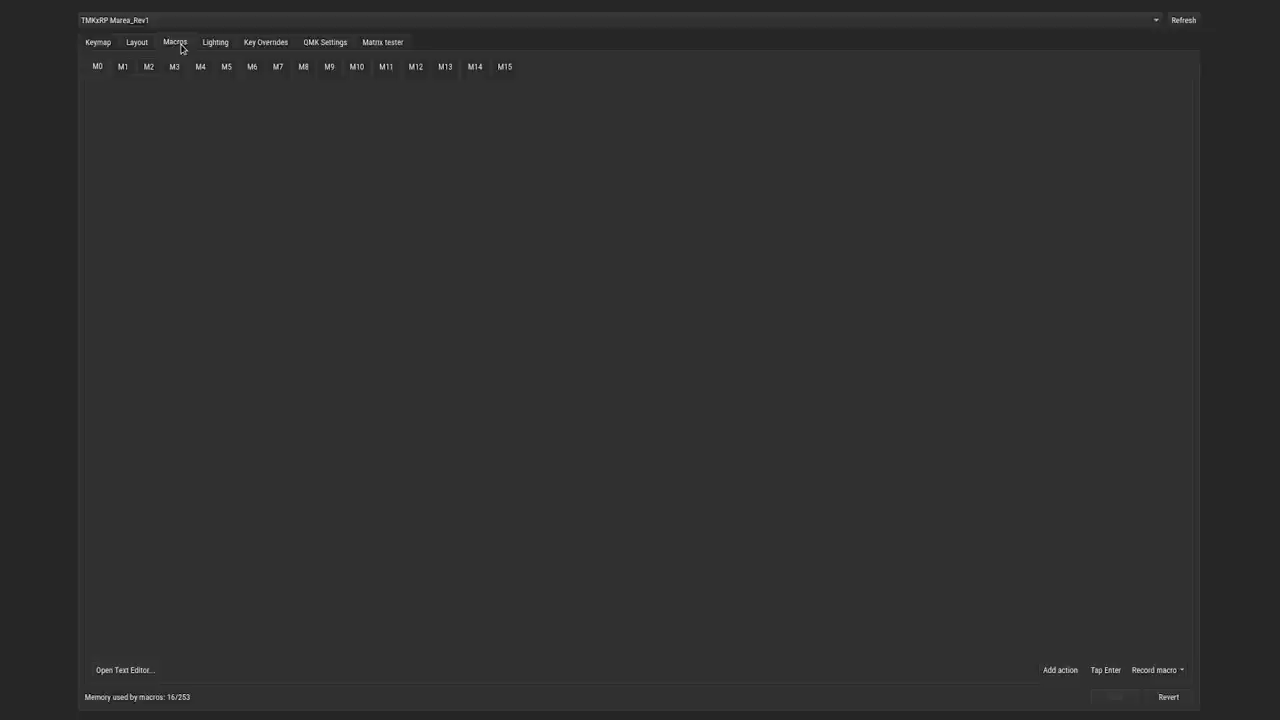 TMKxRP Marea_Rev1
Refresh
Keymap Layout Macros Lighting Key Overrides QMK Settings Matrix tester
M0 M1 M2 M3 M4 M5 M6 M7 M8 M9 M10 M11 M12 M13 M14 M15
Open Text Editor...
Add action Tap Enter Record macro
Memory used by macros: 16/253
Revert